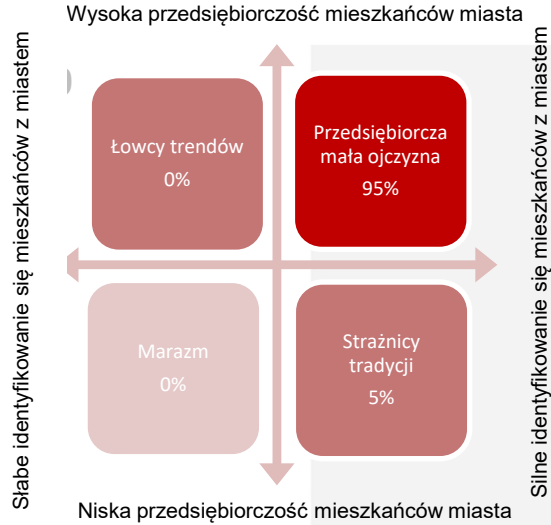 Wysoka przedsiębiorczość mieszkańców miasta
Słabe identyfikowanie się mieszkańców z miastem
Łowcy trendów
0%
Przedsiębiorcza
mała ojczyzna
95%
Silne identyfikowanie się mieszkańców z miastem
Marazm
0%
Strażnicy
tradycji
5%
Niska przedsiębiorczość mieszkańców miasta